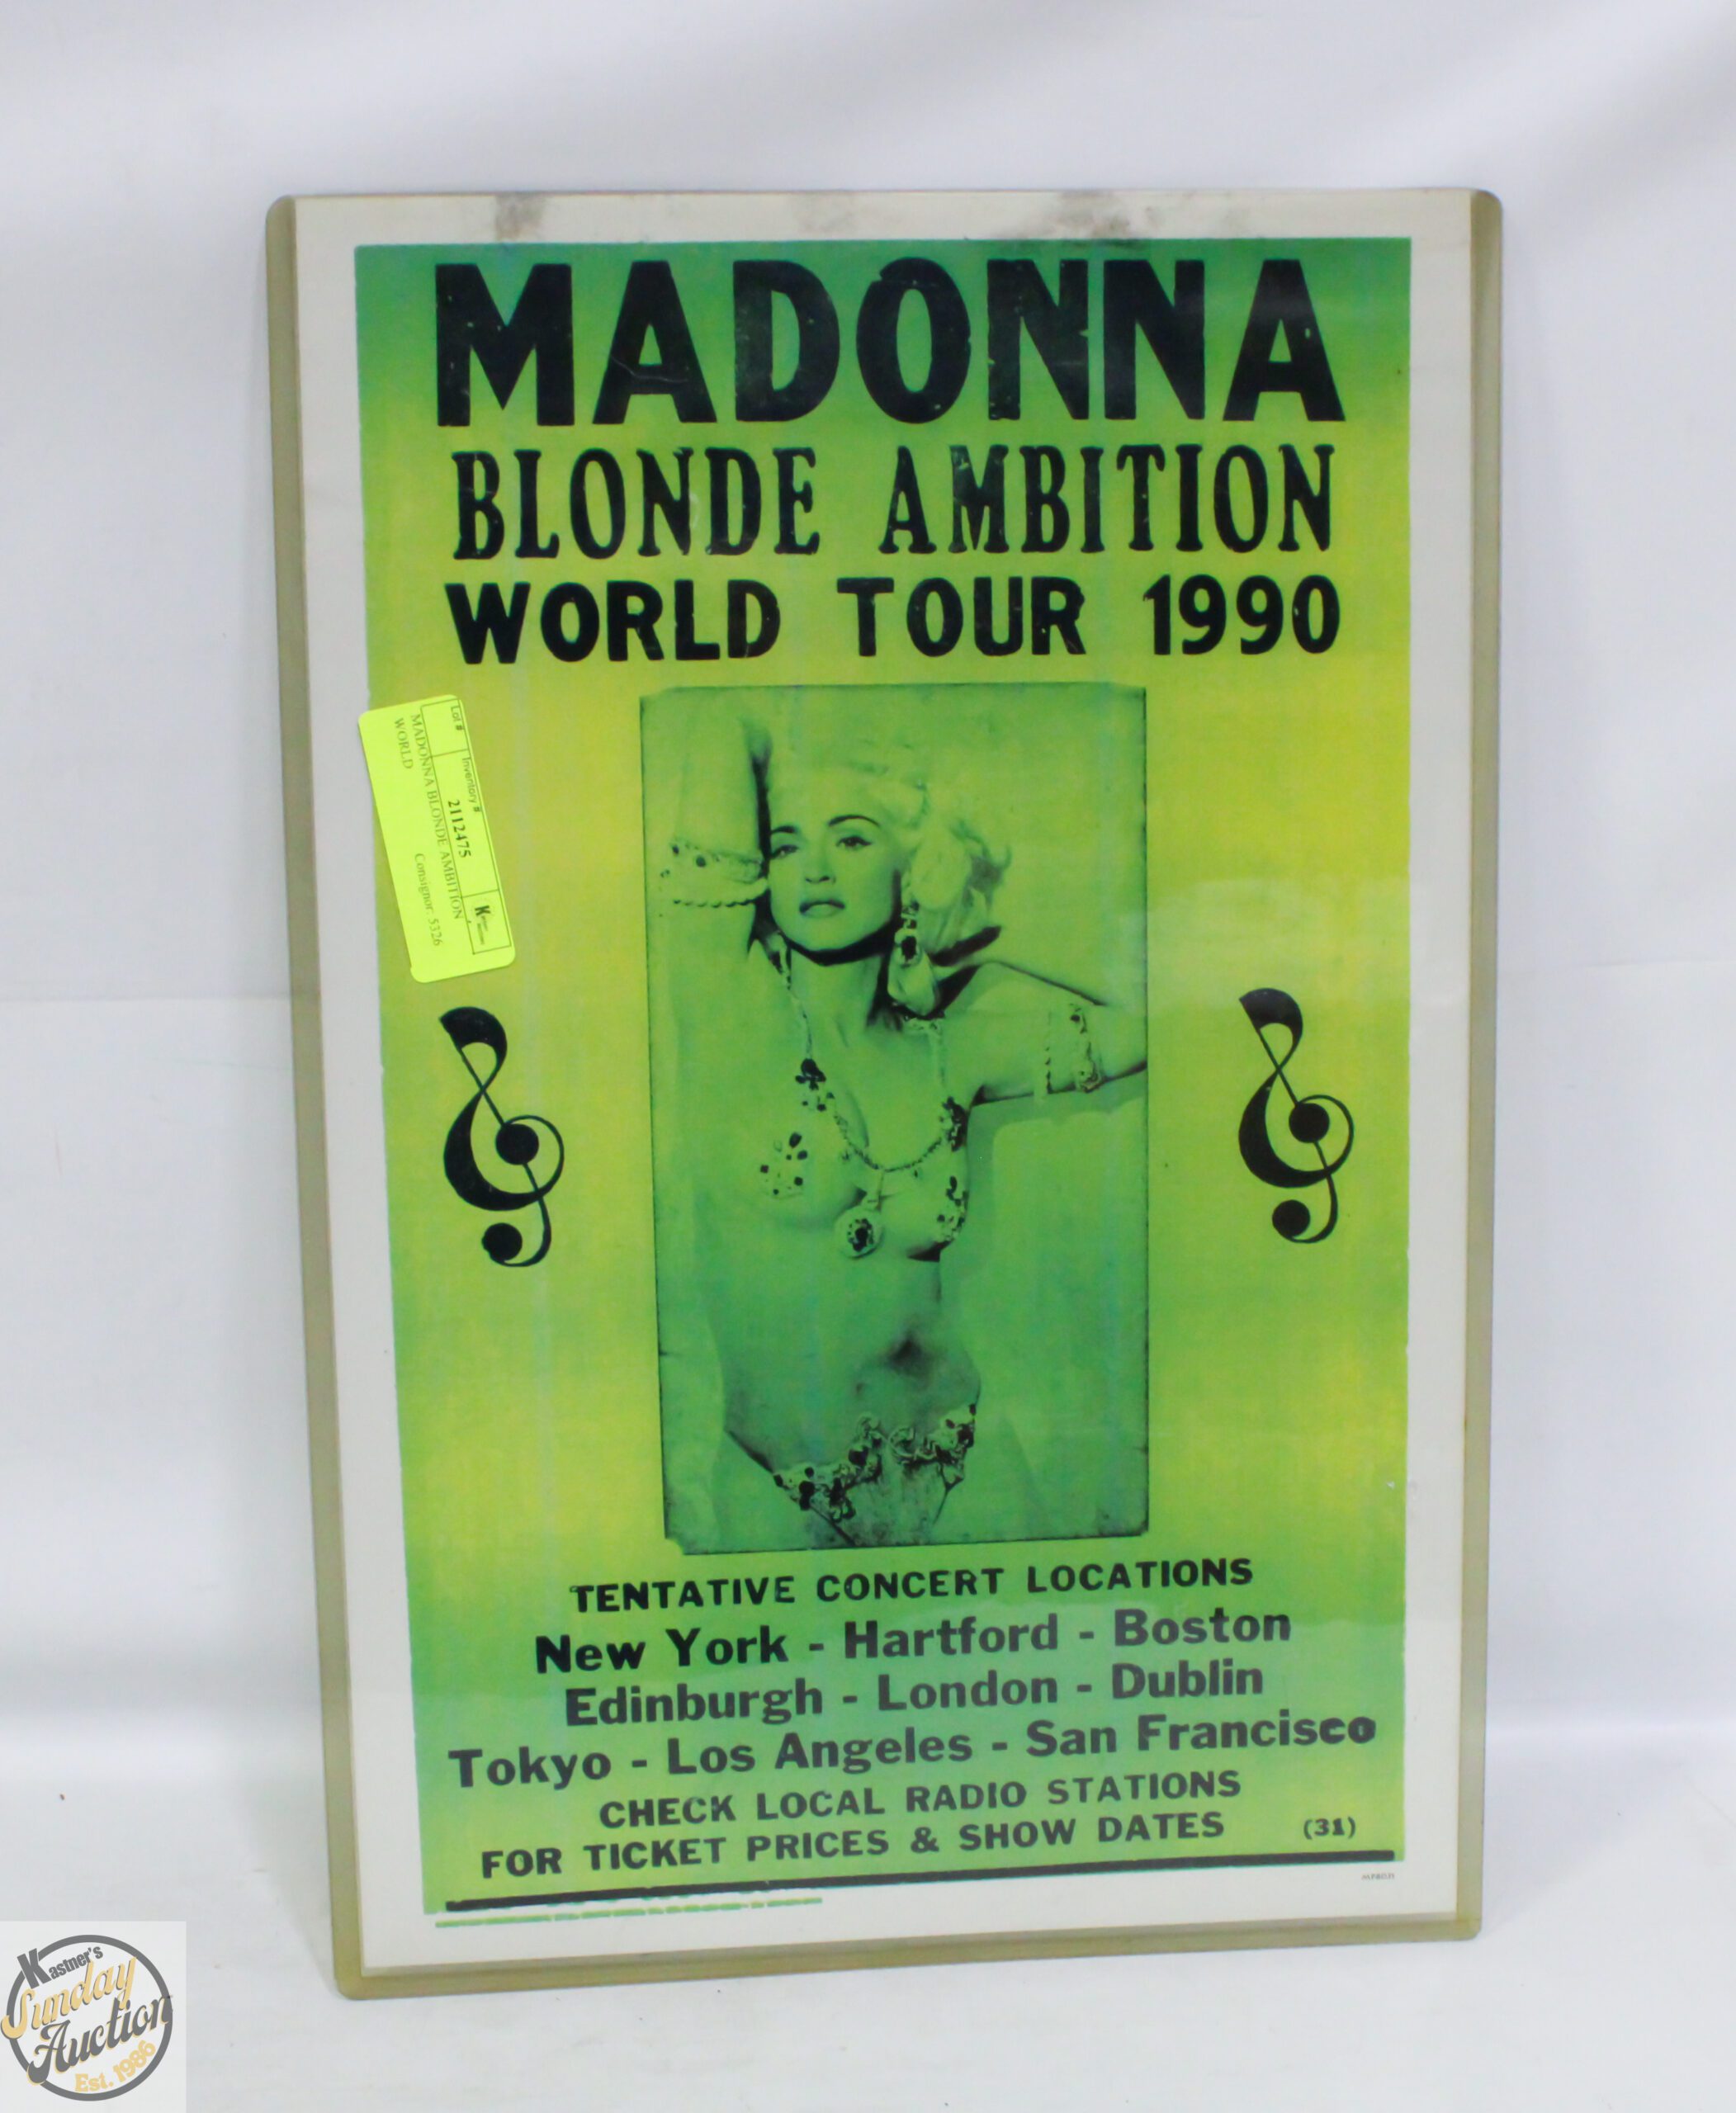 MADONNA
BLONDE AMBITION
WORLD TOUR 1990
Lot #
Inventory #
2112475
K
MADONNA BLONDE AMBITION
WORLD
Consignor: 5326
TENTATIVE CONCERT LOCATIONS
New York - Hartford - Boston
Edinburgh - London - Dublin
Tokyo - Los Angeles - San Francisco
CHECK LOCAL RADIO STATIONS
FOR TICKET PRICES & SHOW DATES (31)
Kastner's
Sunday
Auction
Est. 1986